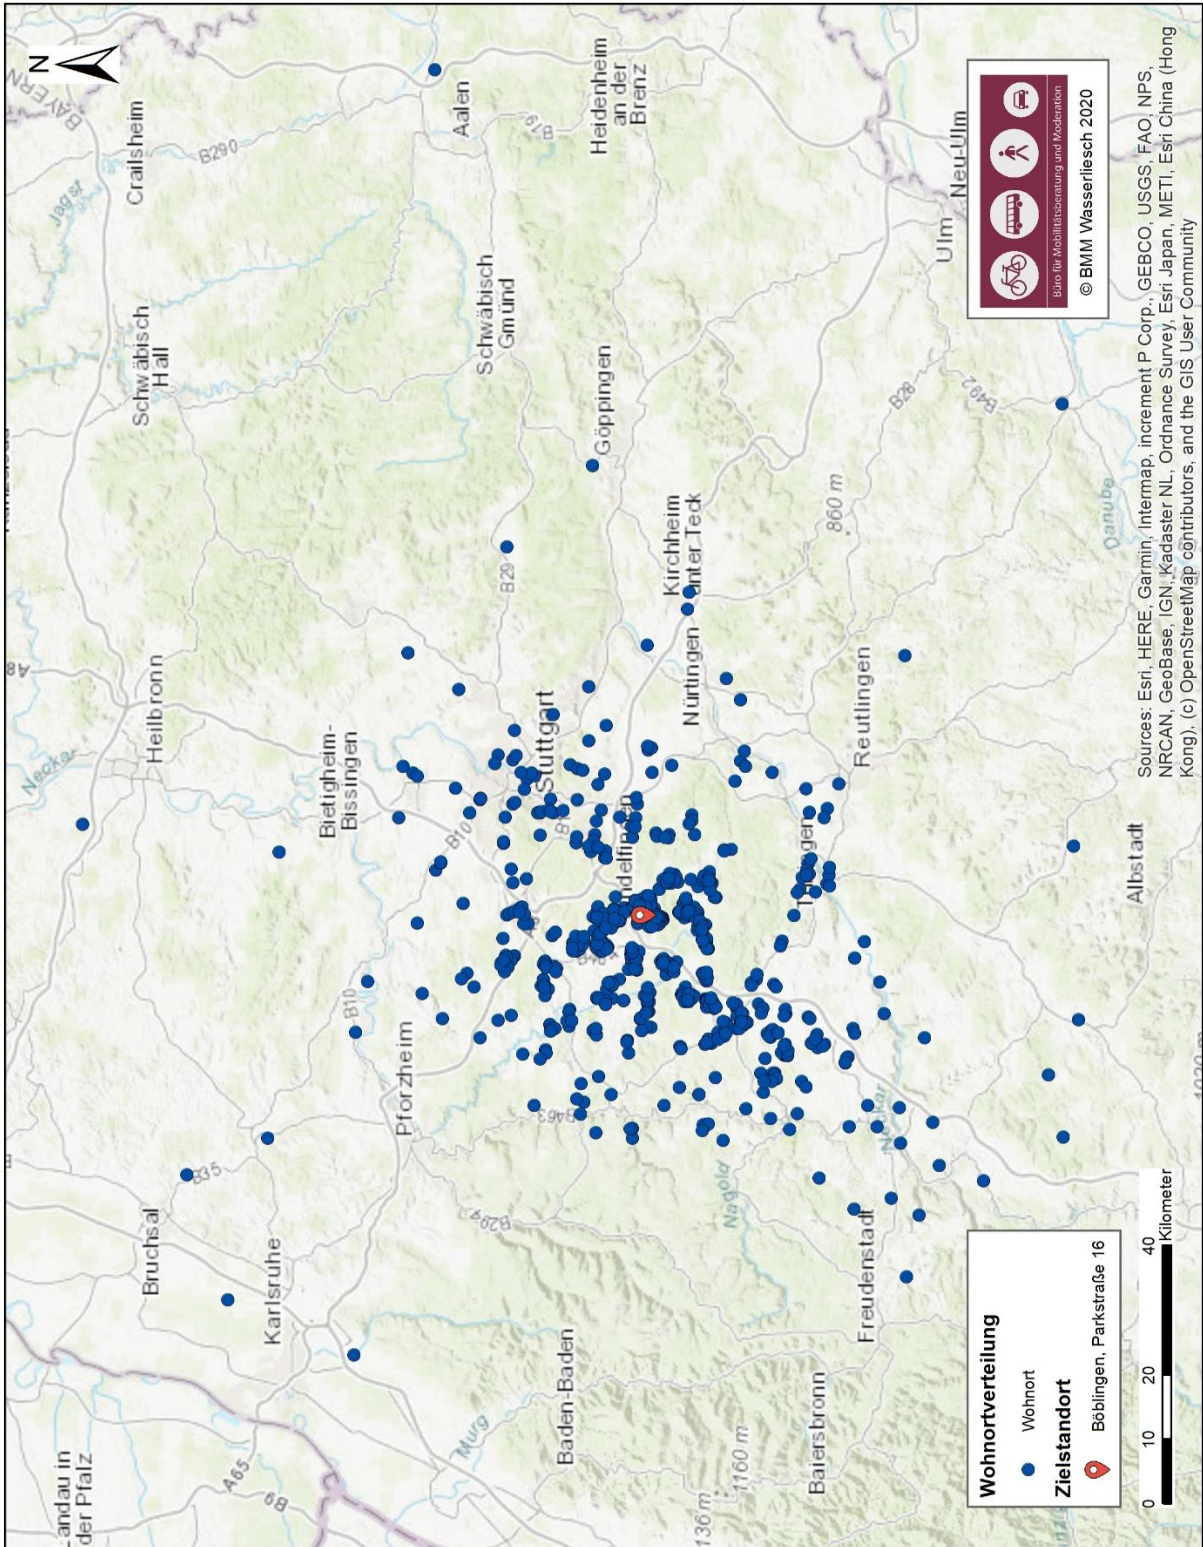 N
BAYERN
Crailsheim
Jagst
B290
Aalen
B79
Heidenheim
an der
Brenz
Neu-Ulm
Ulm
Schwäbisch
Hall
Schwäbisch
Gmünd
Göppingen
B29
B28
B492
Kirchheim
unter Teck
860 m
Danube
Heilbronn
Neckar
Bietigheim-
Bissingen
Stuttgart
Nürtingen
Reutlingen
B10
Albstadt
B10
Pforzheim
B463
Neckar
Nagold
B35
Bruchsal
Karlsruhe
Freudenstadt
Landau in
der Pfalz
A65
B9
Murg
Baden-Baden
Baiersbronn
1160 m
Wohnortverteilung
Wohnort
Zielstandort
Böblingen, Parkstraße 16
0 10 20 40
Kilometer
Büro für Mobilitätsberatung und Moderation
© BMM Wasserliesch 2020
Sources: Esri, HERE, Garmin, Intermap, increment P Corp., GEBCO, USGS, FAO, NPS,
NRCAN, GeoBase, IGN, Kadaster NL, Ordnance Survey, Esri Japan, METI, Esri China (Hong
Kong), (c) OpenStreetMap contributors, and the GIS User Community